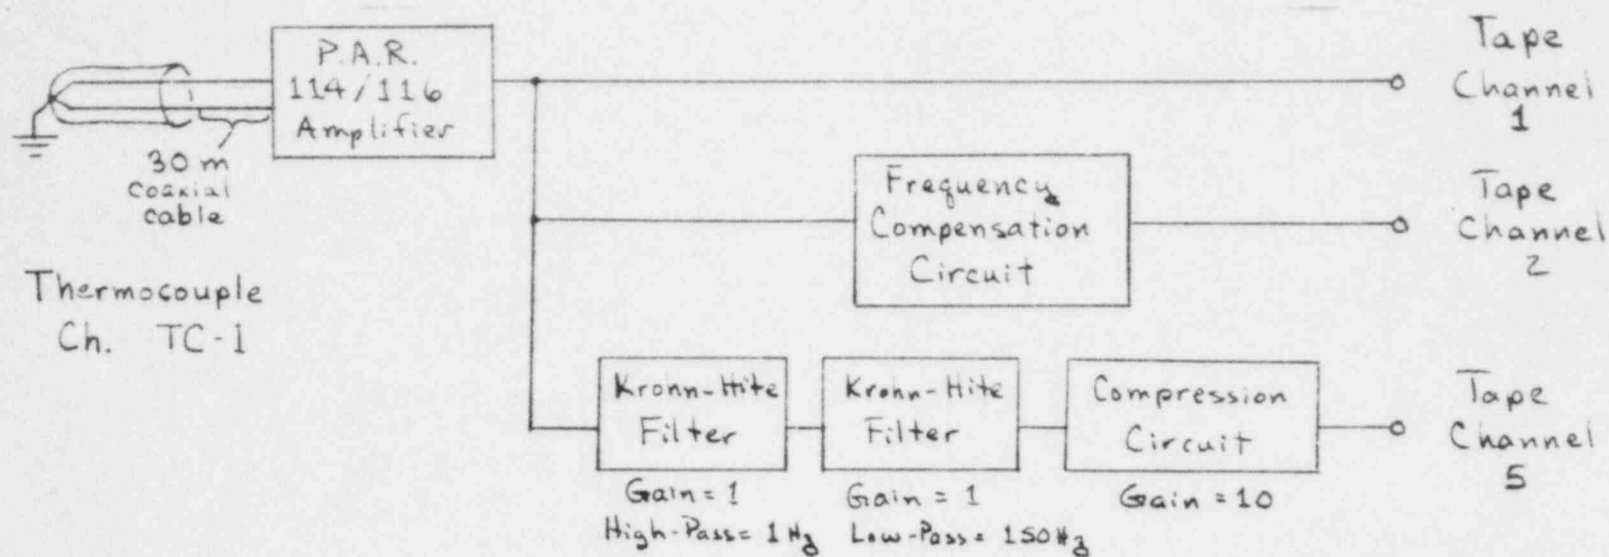 P.A.R.
114/116
Amplifier
30 m
coaxial
cable
Thermocouple
Ch. TC-1
Tape
Channel
1
Frequency
Compensation
Circuit
Tape
Channel
2
Krohn-Hite
Filter
Gain = 1
High-Pass = 1 Hz
Krohn-Hite
Filter
Gain = 1
Low-Pass = 150 Hz
Compression
Circuit
Gain = 10
Tape
Channel
5